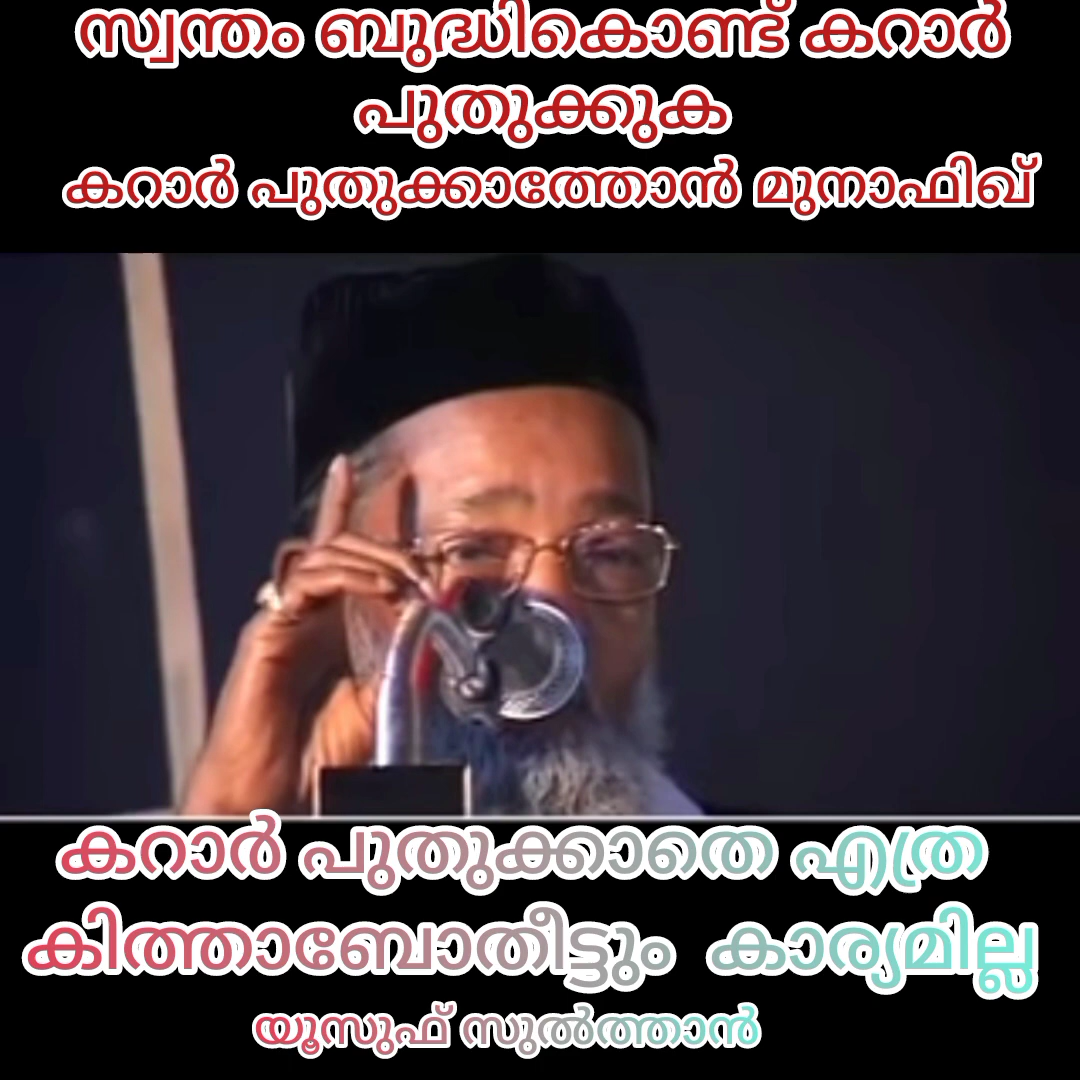 സ്വന്തം ബുദ്ധികൊണ്ട് കറാർ
പുതുക്കുക
കറാർ പുതുക്കാത്തോൻ മുനാഫിഖ്
കറാർ പുതുക്കാതെ എത്ര
കിത്താബോതീട്ടും കാര്യമില്ല
യൂസുഫ് സുൽത്താൻ